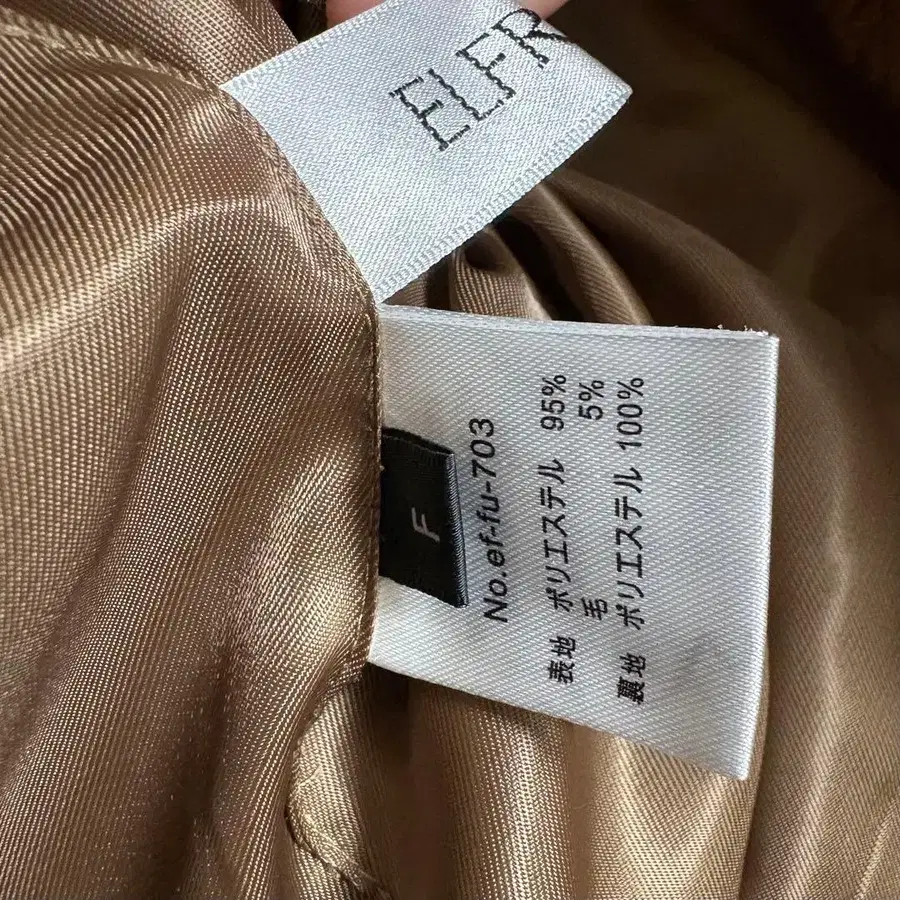 ELFR
F
No.ef-fu-703
表地 ポリエステル 95%
毛 5%
裏地 ポリエステル 100%